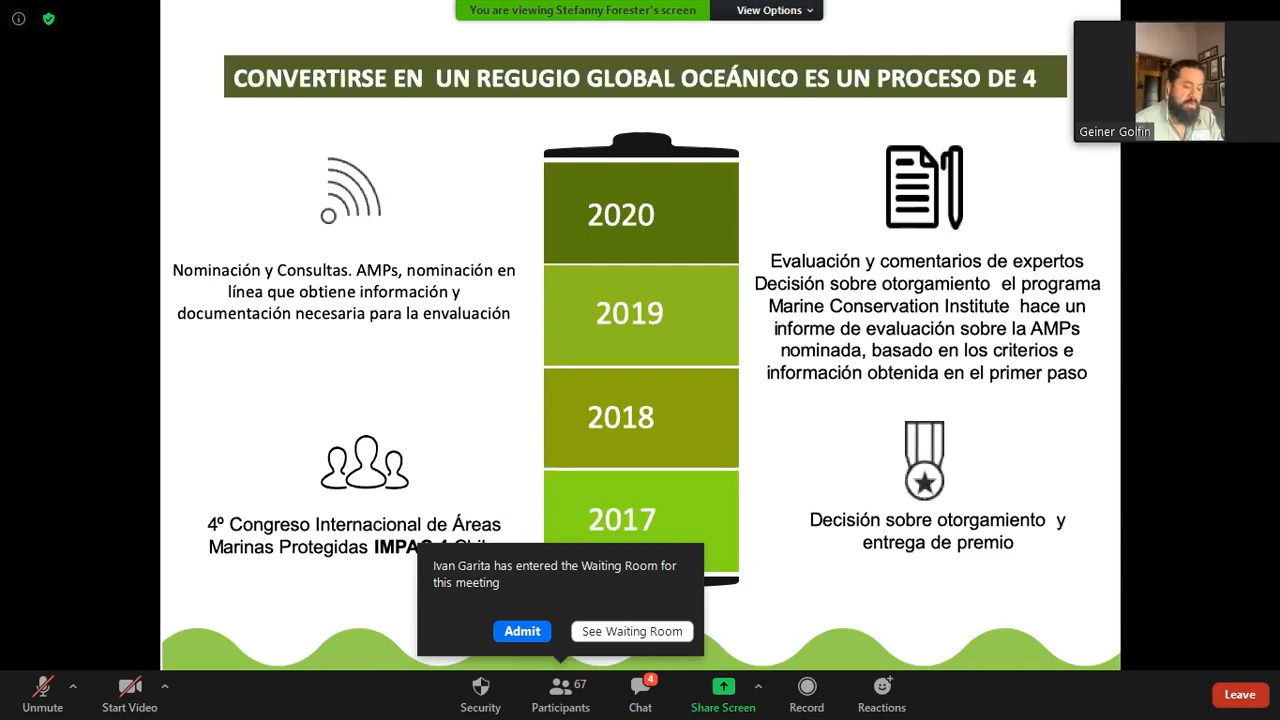 You are viewing Stefanny Forester's screen
View Options
CONVERTIRSE EN UN REGUGIO GLOBAL OCEÁNICO ES UN PROCESO DE 4
Geiner Golfin
Nominación y Consultas. AMPs, nominación en
línea que obtiene información y
documentación necesaria para la envaluación
2020
2019
2018
2017
Evaluación y comentarios de expertos
Decisión sobre otorgamiento el programa
Marine Conservation Institute hace un
informe de evaluación sobre la AMPs
nominada, basado en los criterios e
información obtenida en el primer paso
4º Congreso Internacional de Áreas
Marinas Protegidas
Decisión sobre otorgamiento y
entrega de premio
Ivan Garita has entered the Waiting Room for
this meeting
Admit
See Waiting Room
Unmute
Start Video
Security
67
Participants
4
Chat
Share Screen
Record
Reactions
Leave